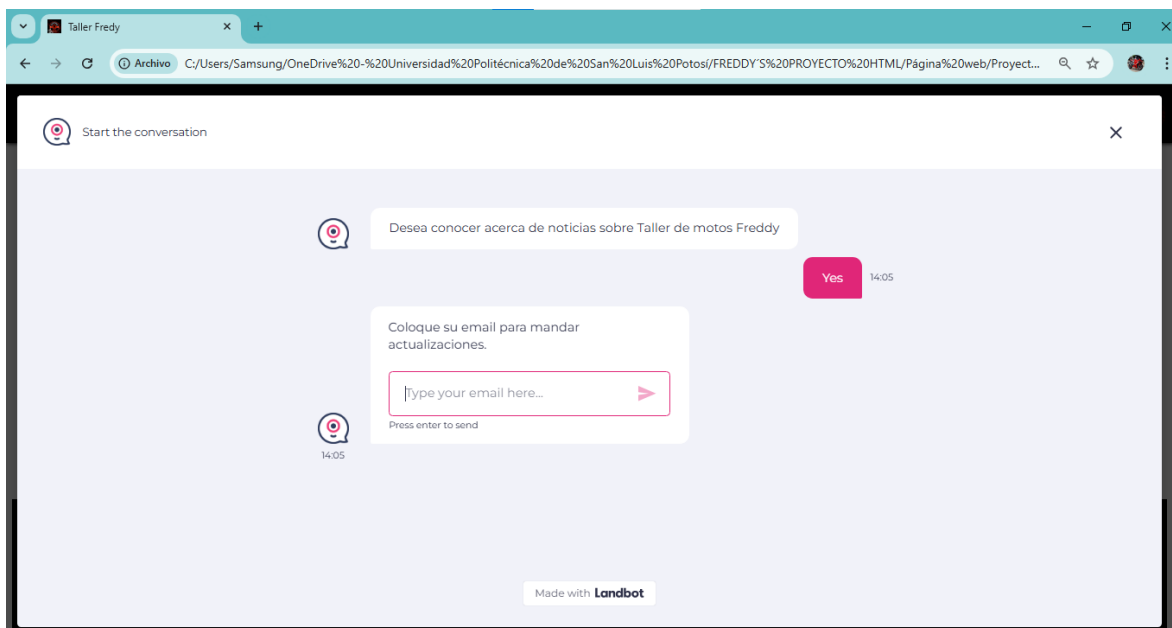 Taller Fredy
Archivo C:/Users/Samsung/OneDrive%20-%20Universidad%20Politécnica%20de%20San%20Luis%20Potosí/FREDDY´S%20PROYECTO%20HTML/Página%20web/Proyect...
Start the conversation
Desea conocer acerca de noticias sobre Taller de motos Freddy
Yes 14:05
Coloque su email para mandar
actualizaciones.
Type your email here...
Press enter to send
14:05
Made with Landbot